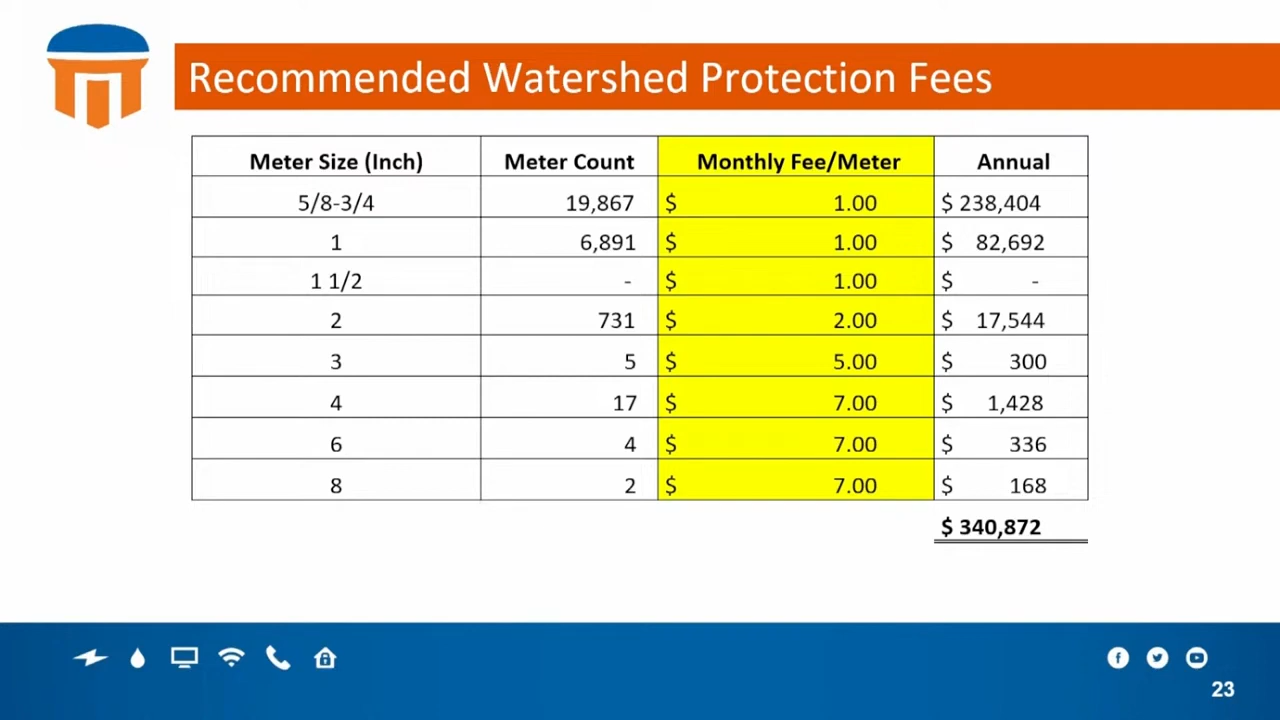 Recommended Watershed Protection Fees
Meter Size (Inch) Meter Count Monthly Fee/Meter Annual
5/8-3/4 19,867 $ 1.00 $ 238,404
1 6,891 $ 1.00 $ 82,692
1 1/2 - $ 1.00 $ -
2 731 $ 2.00 $ 17,544
3 5 $ 5.00 $ 300
4 17 $ 7.00 $ 1,428
6 4 $ 7.00 $ 336
8 2 $ 7.00 $ 168
$ 340,872
23